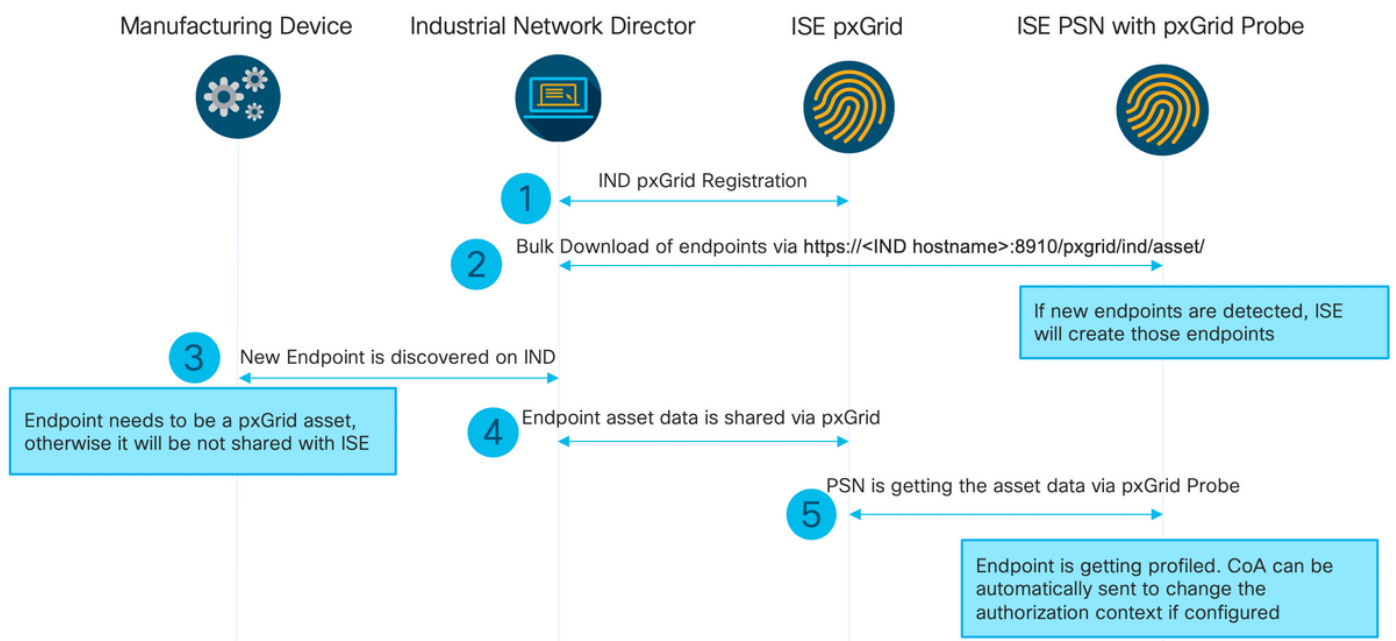 Manufacturing Device
Industrial Network Director
ISE pxGrid
ISE PSN with pxGrid Probe
1
IND pxGrid Registration
2
Bulk Download of endpoints via https://<IND hostname>:8910/pxgrid/ind/asset/
If new endpoints are detected, ISE
will create those endpoints
3
New Endpoint is discovered on IND
Endpoint needs to be a pxGrid asset,
otherwise it will be not shared with ISE
4
Endpoint asset data is shared via pxGrid
5
PSN is getting the asset data via pxGrid Probe
Endpoint is getting profiled. CoA can be
automatically sent to change the
authorization context if configured